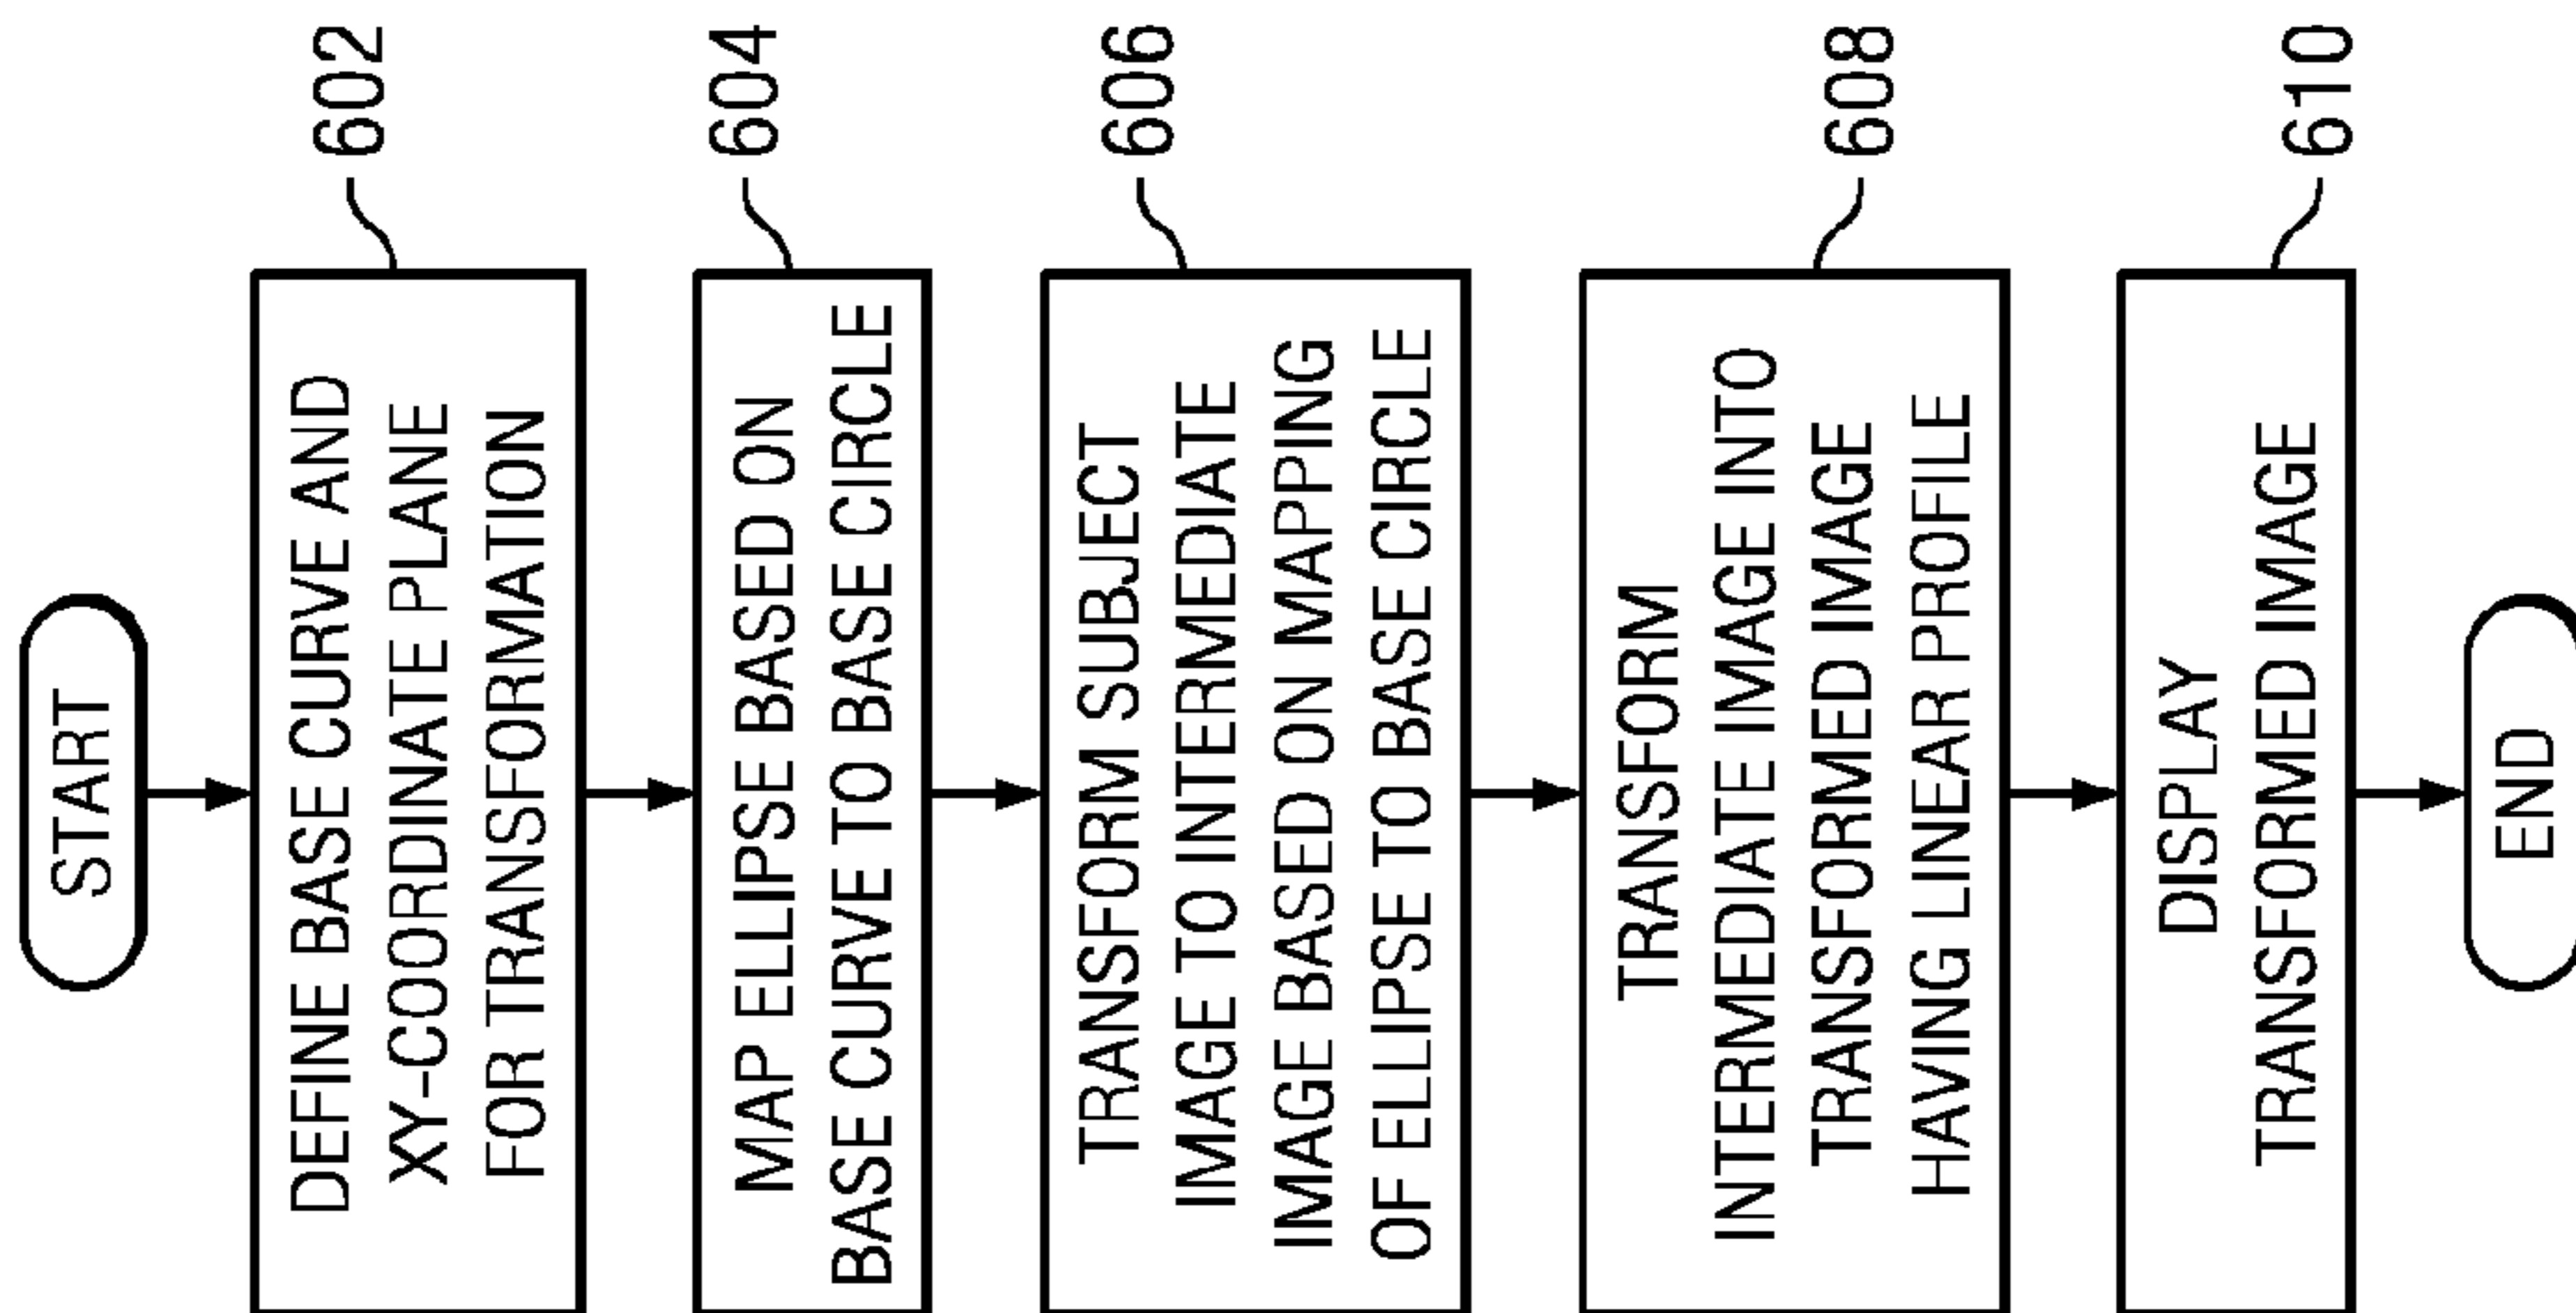 START
602
DEFINE BASE CURVE AND
XY-COORDINATE PLANE
FOR TRANSFORMATION
604
MAP ELLIPSE BASED ON
BASE CURVE TO BASE CIRCLE
606
TRANSFORM SUBJECT
IMAGE TO INTERMEDIATE
IMAGE BASED ON MAPPING
OF ELLIPSE TO BASE CIRCLE
608
TRANSFORM
INTERMEDIATE IMAGE INTO
TRANSFORMED IMAGE
HAVING LINEAR PROFILE
610
DISPLAY
TRANSFORMED IMAGE
END